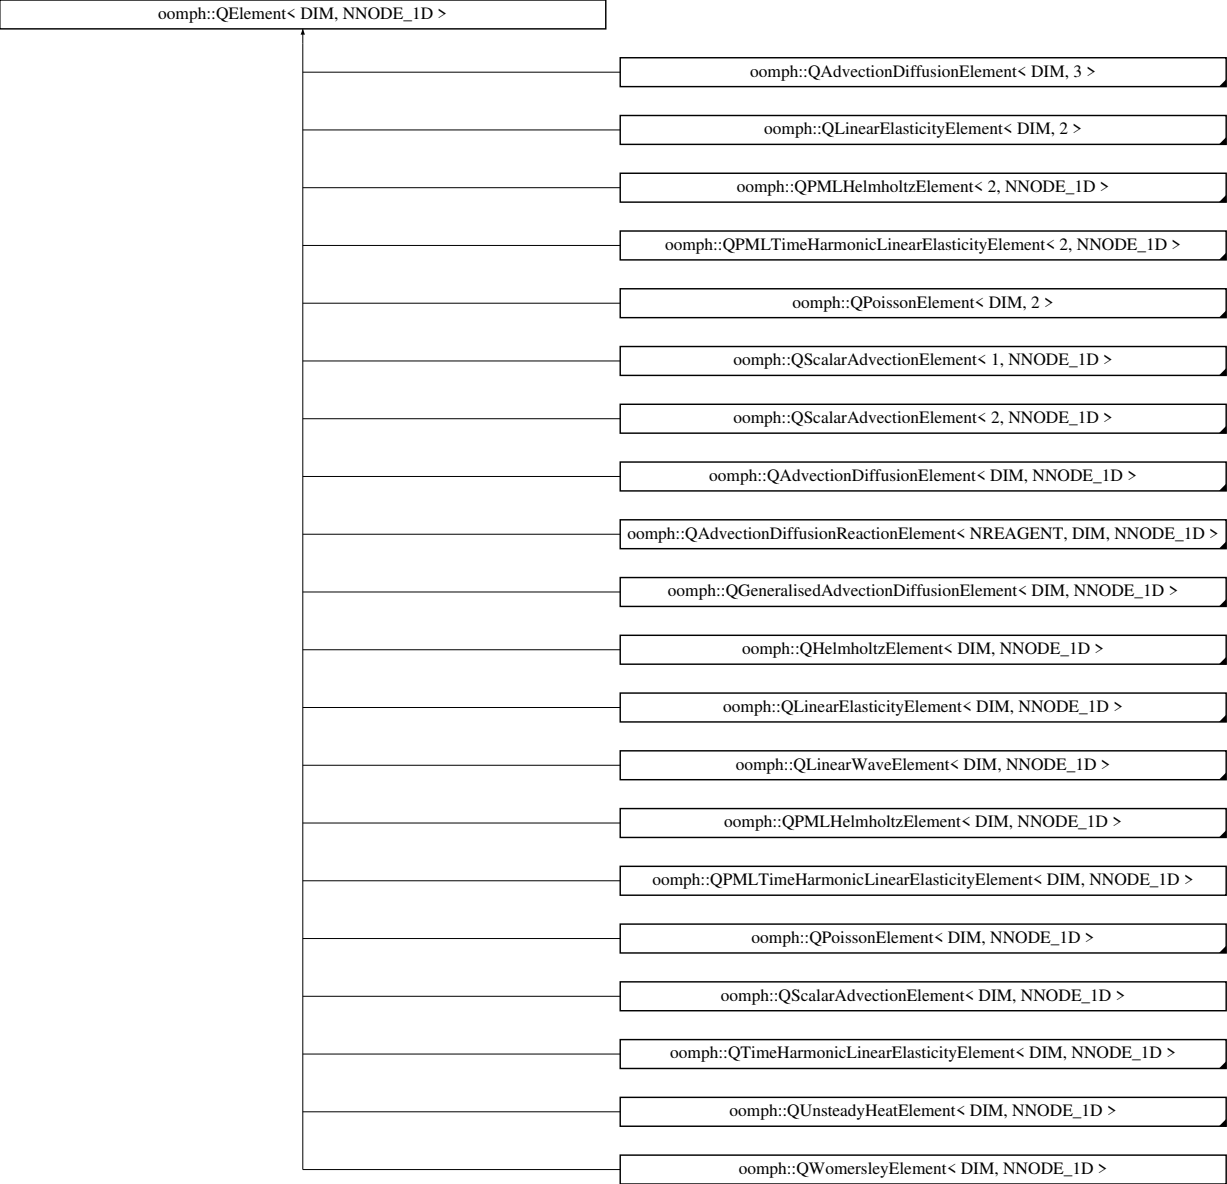 oomph::QElement< DIM, NNODE_1D >
oomph::QAdvectionDiffusionElement< DIM, 3 >
oomph::QLinearElasticityElement< DIM, 2 >
oomph::QPMLHelmholtzElement< 2, NNODE_1D >
oomph::QPMLTimeHarmonicLinearElasticityElement< 2, NNODE_1D >
oomph::QPoissonElement< DIM, 2 >
oomph::QScalarAdvectionElement< 1, NNODE_1D >
oomph::QScalarAdvectionElement< 2, NNODE_1D >
oomph::QAdvectionDiffusionElement< DIM, NNODE_1D >
oomph::QAdvectionDiffusionReactionElement< NREAGENT, DIM, NNODE_1D >
oomph::QGeneralisedAdvectionDiffusionElement< DIM, NNODE_1D >
oomph::QHelmholtzElement< DIM, NNODE_1D >
oomph::QLinearElasticityElement< DIM, NNODE_1D >
oomph::QLinearWaveElement< DIM, NNODE_1D >
oomph::QPMLHelmholtzElement< DIM, NNODE_1D >
oomph::QPMLTimeHarmonicLinearElasticityElement< DIM, NNODE_1D >
oomph::QPoissonElement< DIM, NNODE_1D >
oomph::QScalarAdvectionElement< DIM, NNODE_1D >
oomph::QTimeHarmonicLinearElasticityElement< DIM, NNODE_1D >
oomph::QUnsteadyHeatElement< DIM, NNODE_1D >
oomph::QWomersleyElement< DIM, NNODE_1D >